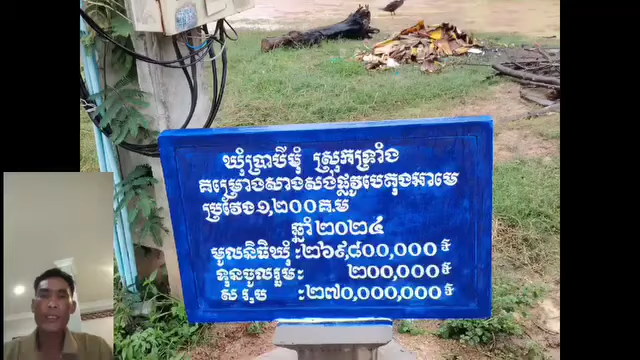 ឃុំប្រាបីមុំ ស្រុកទ្រាំង
គម្រោងសាងសង់ផ្លូវបេតុងអាមេ
ប្រវែង១,២០០គ.ម
ឆ្នាំ ២០២៤
មូលនិធិឃុំ :២៦៩,៨០០,០០០៛
ទុនចូលរួម: ២០០,០០០៛
ស រុ.ប :២៧០,០០០,០០០៛